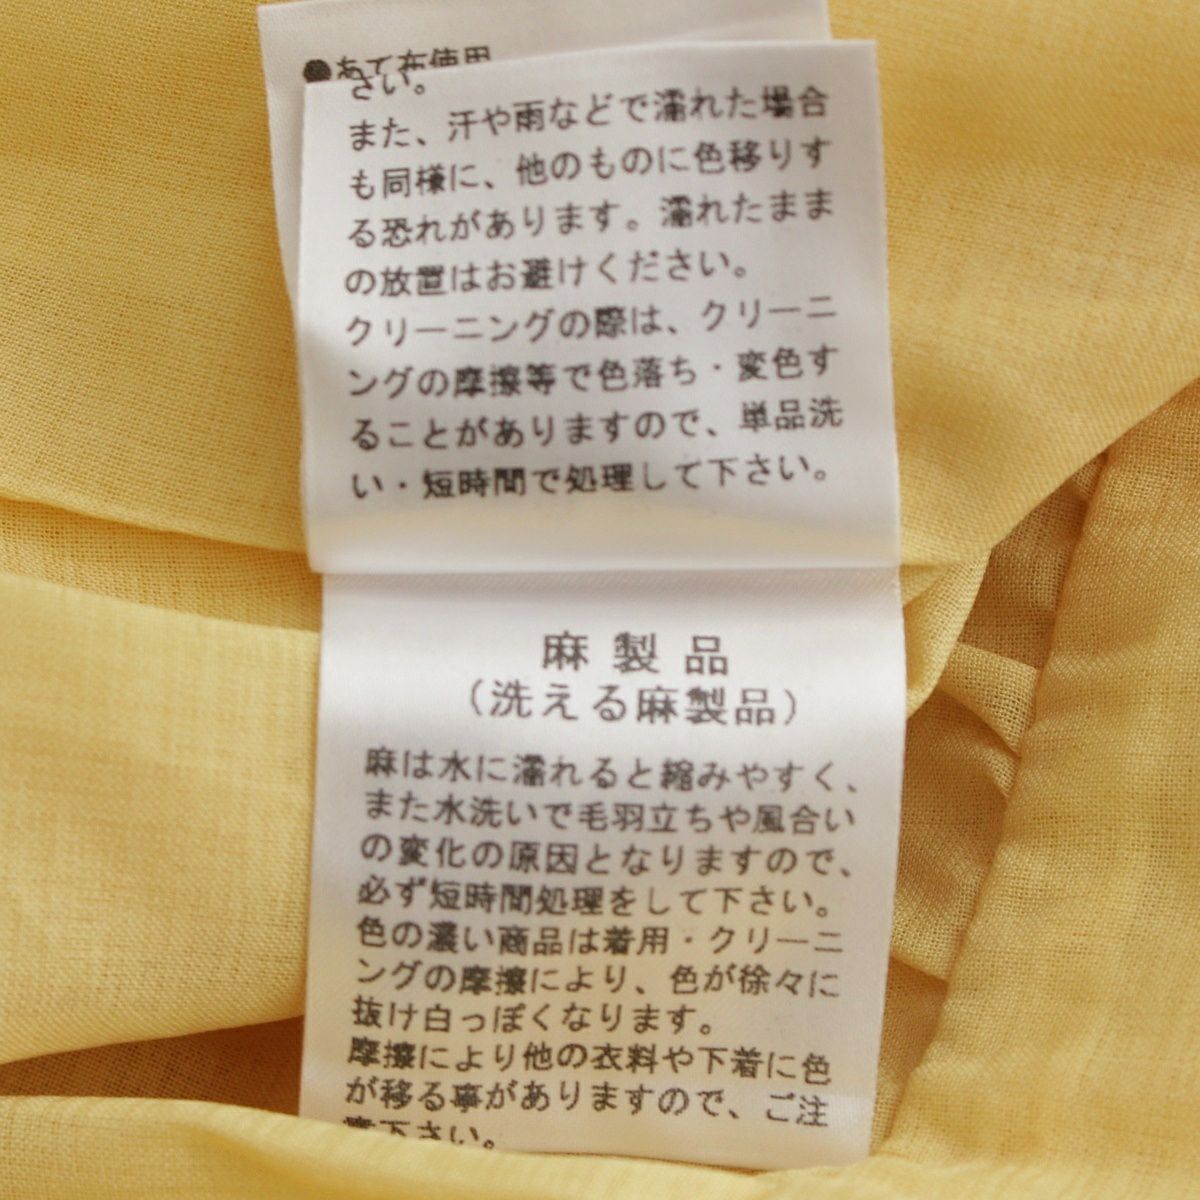 ●あて布使用
さい。
また、汗や雨などで濡れた場合
も同様に、他のものに色移りす
る恐れがあります。濡れたまま
の放置はお避けください。
クリーニングの際は、クリーニ
ングの摩擦等で色落ち・変色す
ることがありますので、単品洗
い・短時間で処理して下さい。
麻製品
(洗える麻製品)
麻は水に濡れると縮みやすく、
また水洗いで毛羽立ちや風合い
の変化の原因となりますので、
必ず短時間処理をして下さい。
色の濃い商品は着用・クリーニ
ングの摩擦により、色が徐々に
抜け白っぽくなります。
摩擦により他の衣料や下着に色
が移る事がありますので、ご注
意下さい。